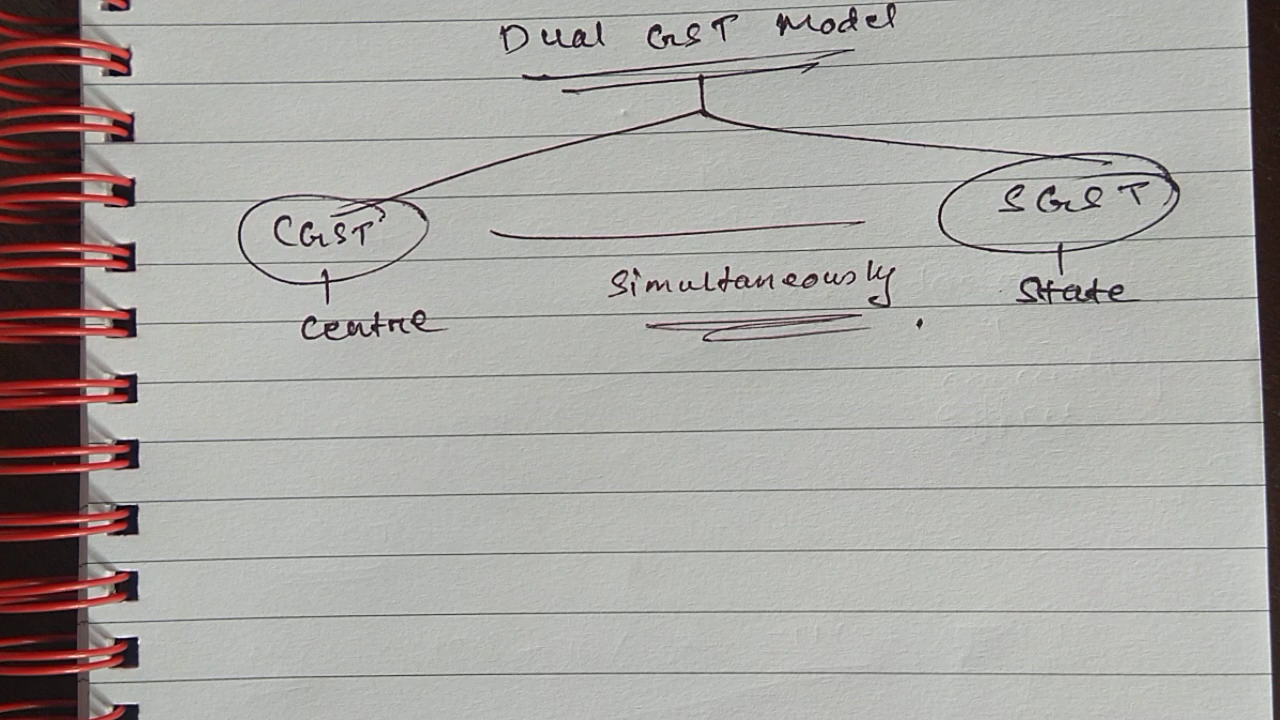 Dual GST Model
CGST
SGST
Simultaneously
State
Centre